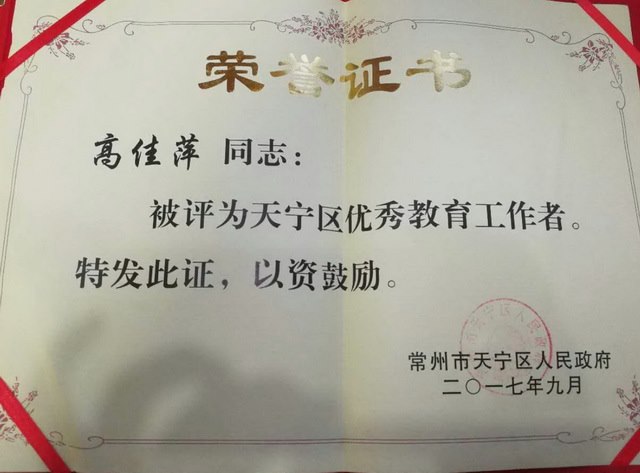 荣誉证书
高佳萍 同志：
被评为天宁区优秀教育工作者。
特发此证，以资鼓励。
常州市天宁区人民政府
二〇一七年九月